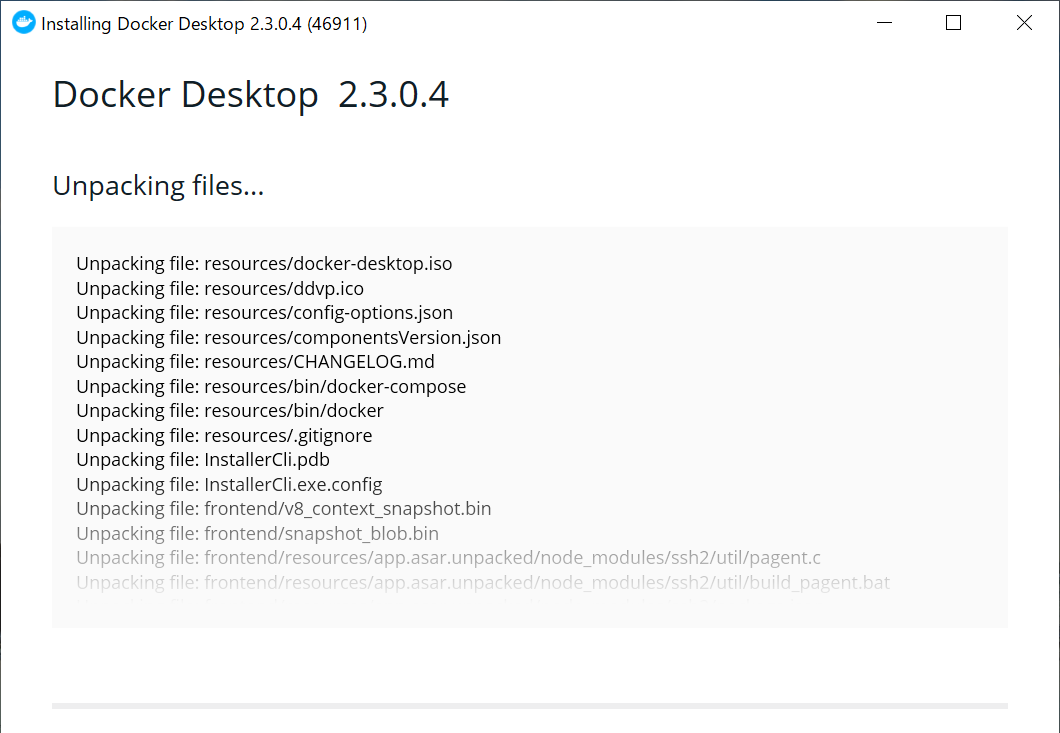 Installing Docker Desktop 2.3.0.4 (46911)
Docker Desktop 2.3.0.4
Unpacking files...
Unpacking file: resources/docker-desktop.iso
Unpacking file: resources/ddvp.ico
Unpacking file: resources/config-options.json
Unpacking file: resources/componentsVersion.json
Unpacking file: resources/CHANGELOG.md
Unpacking file: resources/bin/docker-compose
Unpacking file: resources/bin/docker
Unpacking file: resources/.gitignore
Unpacking file: InstallerCli.pdb
Unpacking file: InstallerCli.exe.config
Unpacking file: frontend/v8_context_snapshot.bin
Unpacking file: frontend/snapshot_blob.bin
Unpacking file: frontend/resources/app.asar.unpacked/node_modules/ssh2/util/pagent.c
Unpacking file: frontend/resources/app.asar.unpacked/node_modules/ssh2/util/build_pagent.bat